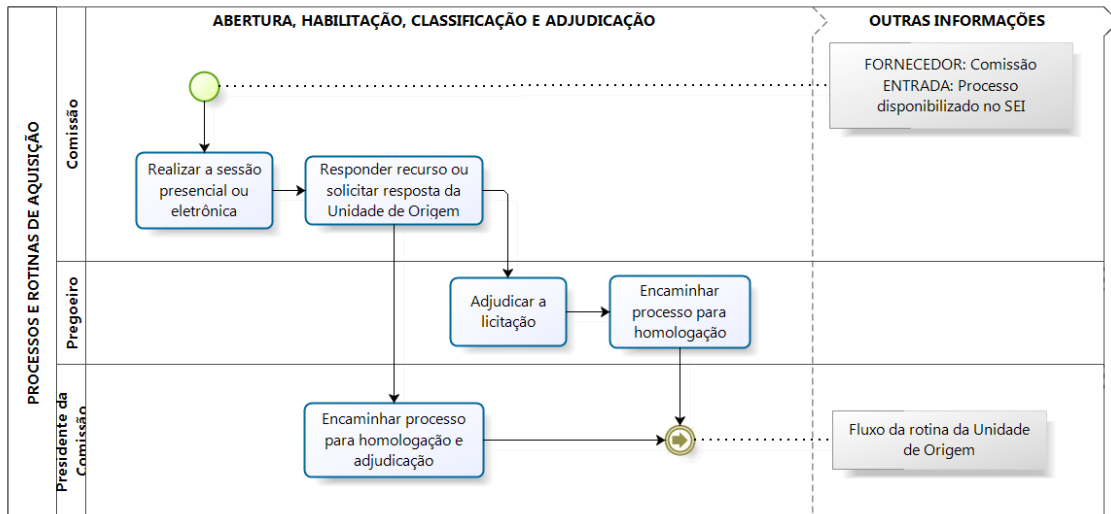 ABERTURA, HABILITAÇÃO, CLASSIFICAÇÃO E ADJUDICAÇÃO
OUTRAS INFORMAÇÕES
PROCESSOS E ROTINAS DE AQUISIÇÃO
Comissão
FORNECEDOR: Comissão
ENTRADA: Processo
disponibilizado no SEI
Realizar a sessão
presencial ou
eletrônica
Responder recurso ou
solicitar resposta da
Unidade de Origem
Pregoeiro
Adjudicar a
licitação
Encaminhar
processo para
homologação
Presidente da
Comissão
Encaminhar processo
para homologação e
adjudicação
Fluxo da rotina da Unidade
de Origem